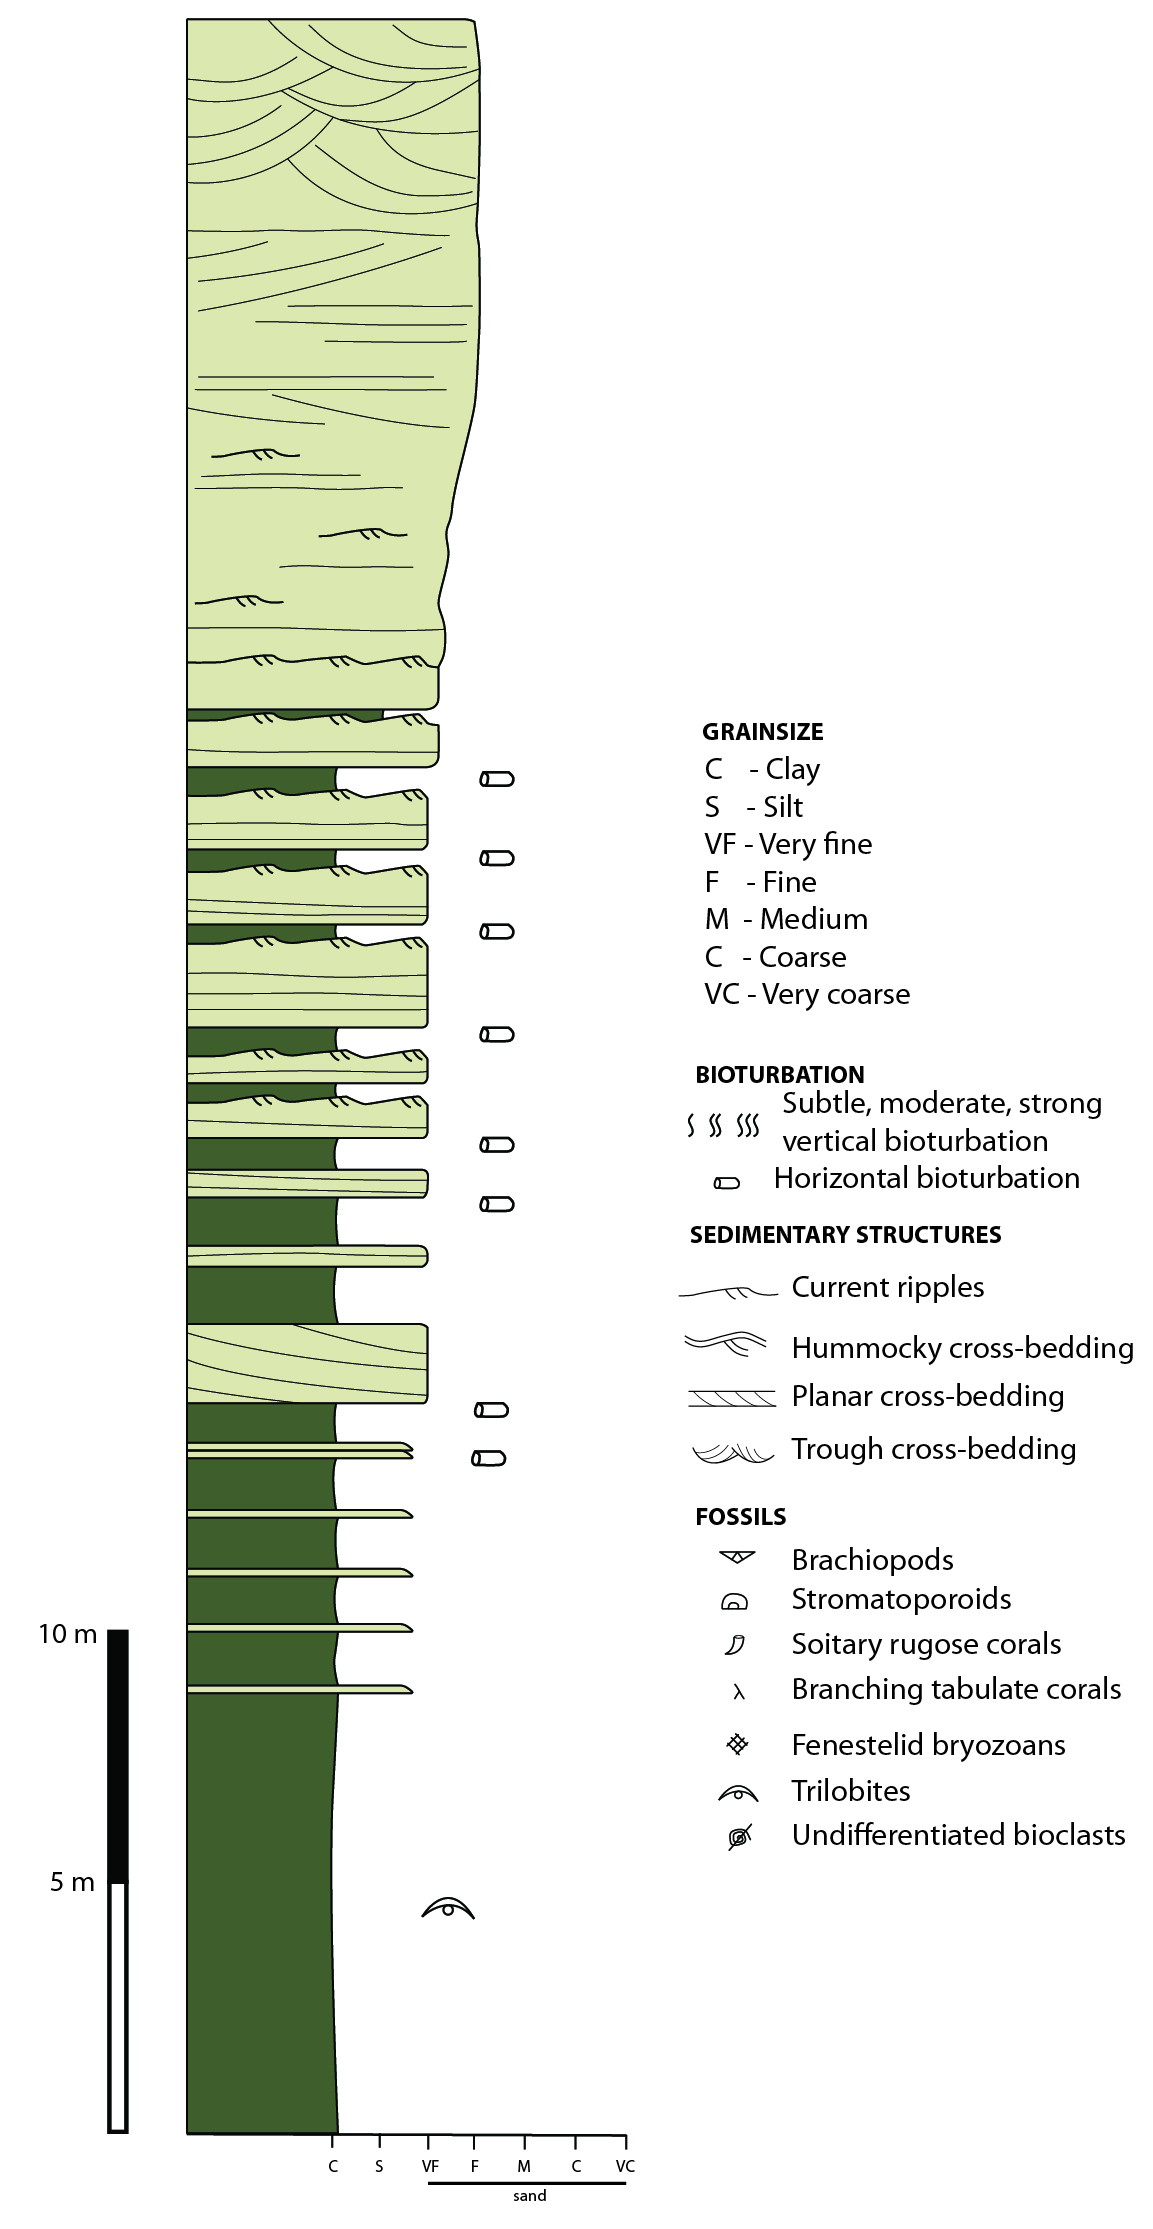 GRAINSIZE
C - Clay
S - Silt
VF - Very fine
F - Fine
M - Medium
C - Coarse
VC - Very coarse
BIOTURBATION
Subtle, moderate, strong
vertical bioturbation
Horizontal bioturbation
SEDIMENTARY STRUCTURES
Current ripples
Hummocky cross-bedding
Planar cross-bedding
Trough cross-bedding
FOSSILS
Brachiopods
Stromatoporoids
Soitary rugose corals
Branching tabulate corals
Fenestelid bryozoans
Trilobites
Undifferentiated bioclasts
10 m
5 m
C S VF F M C VC
sand